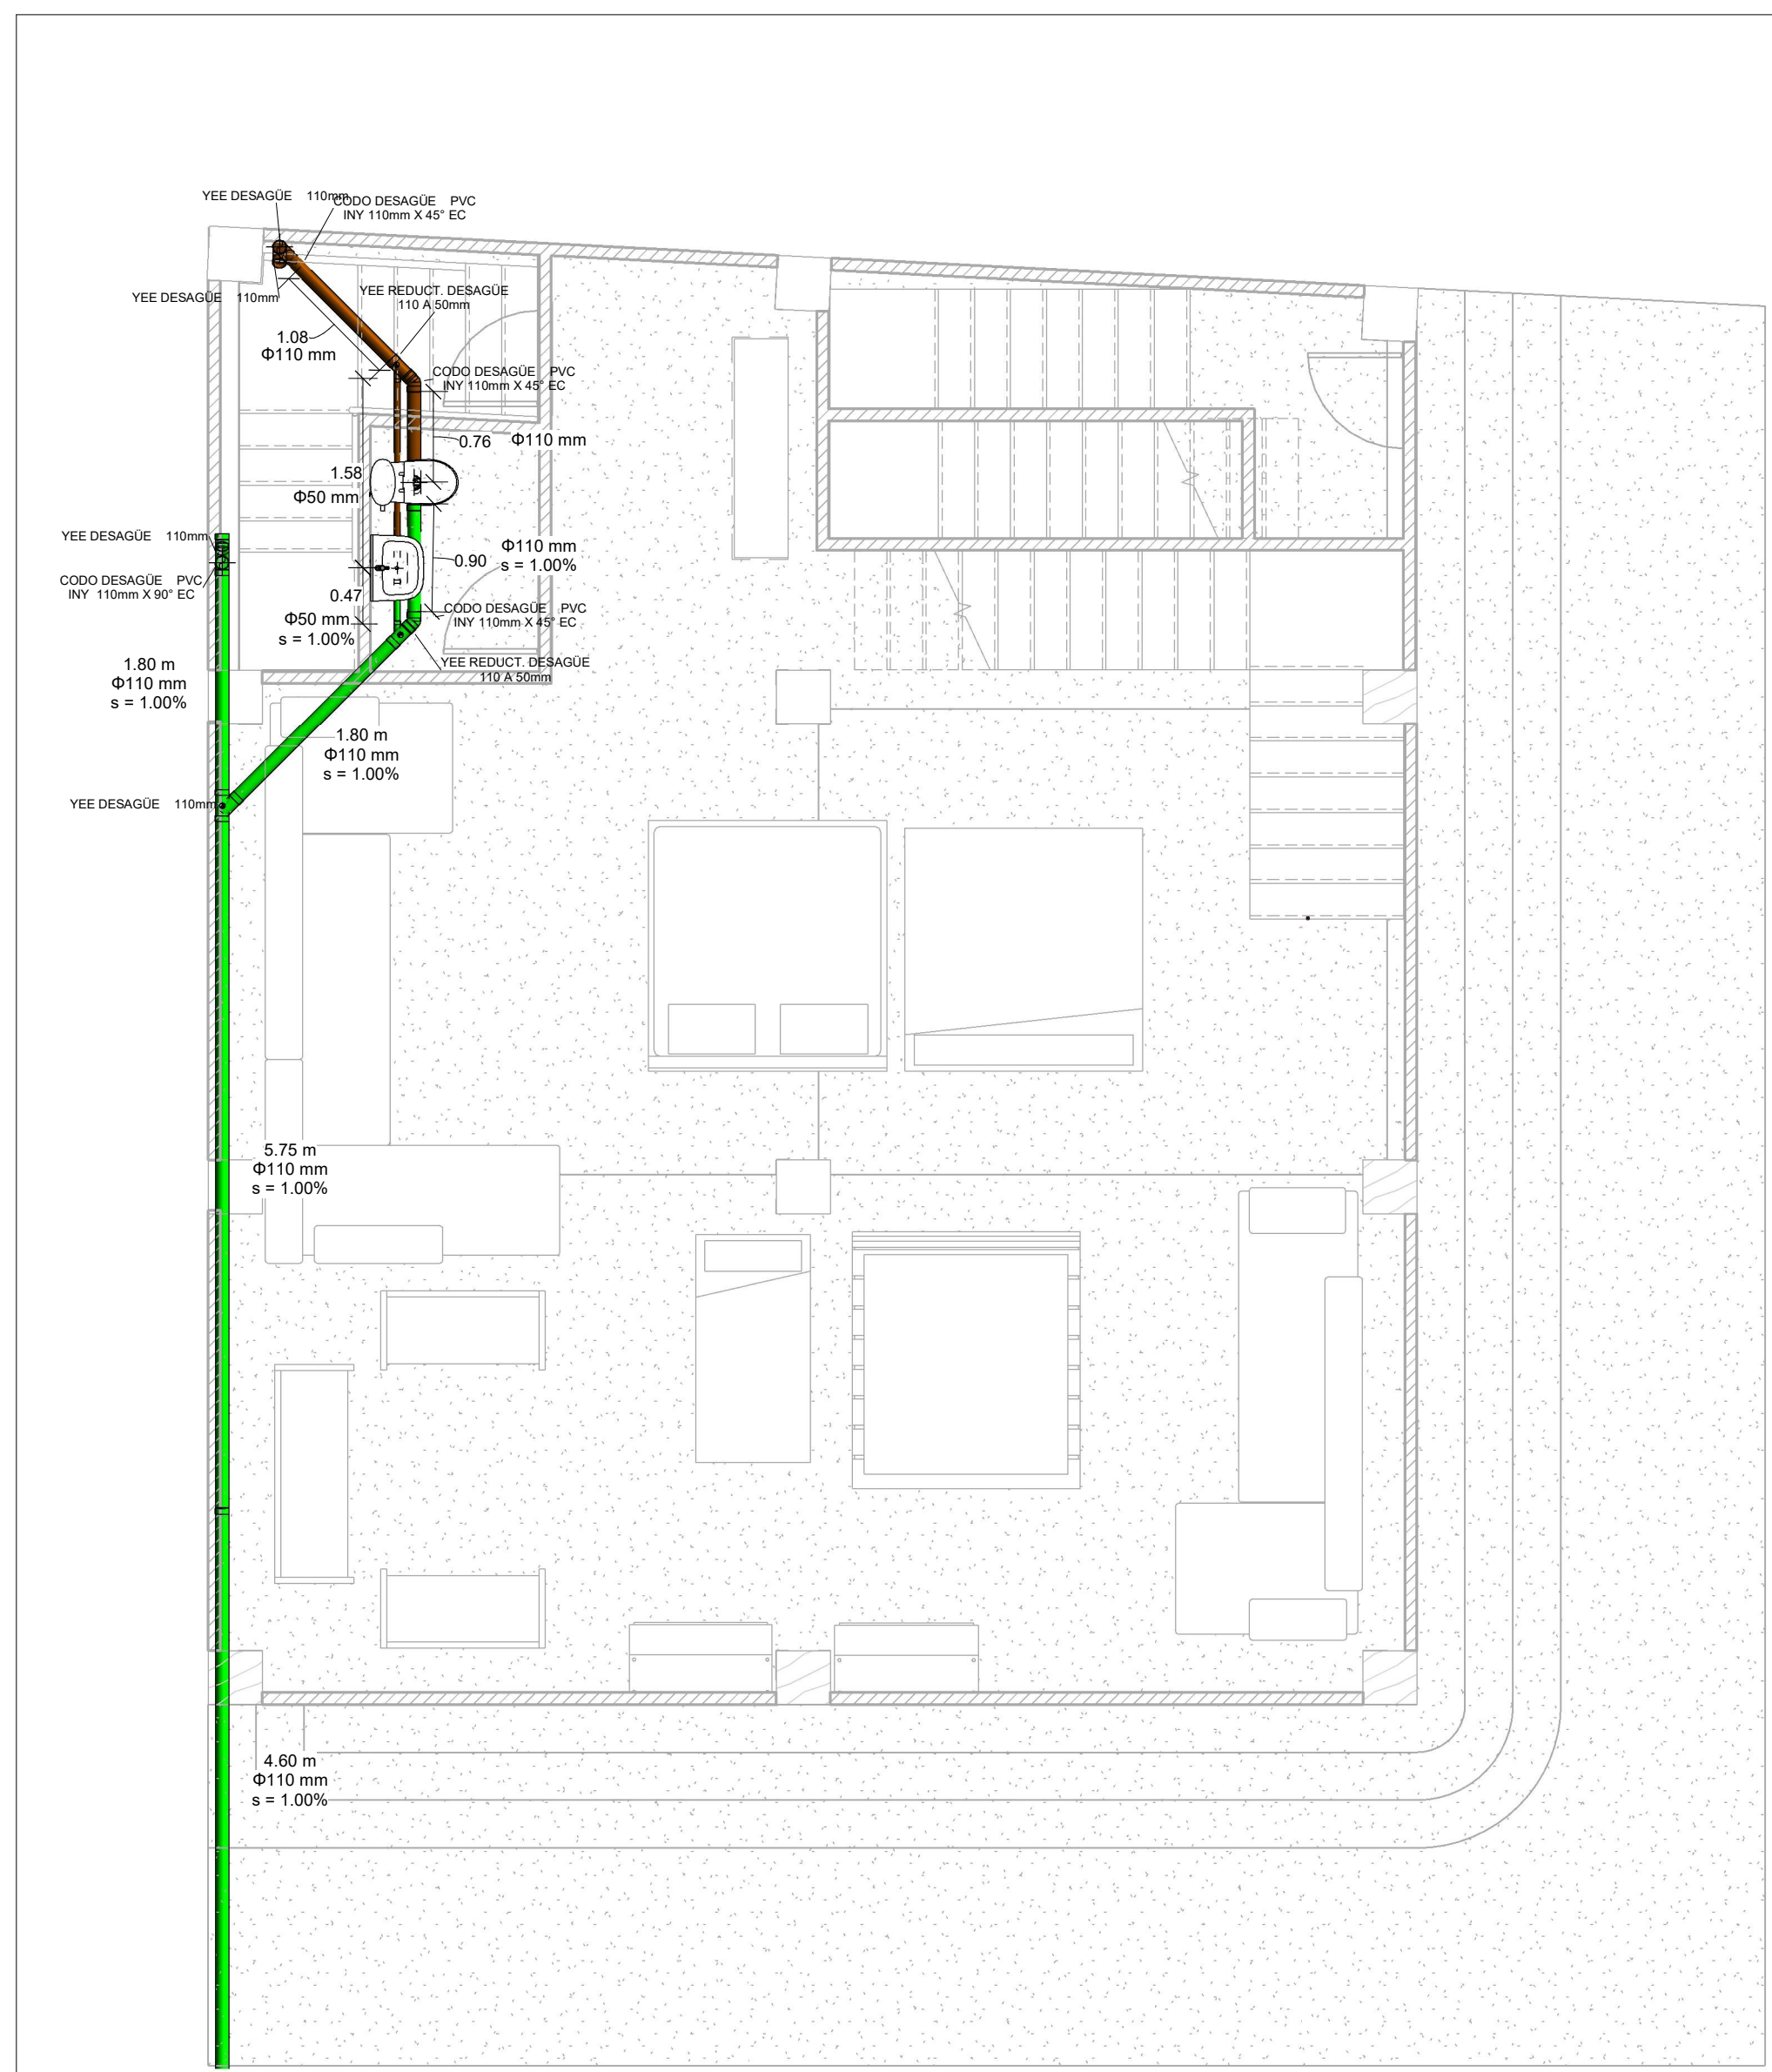 YEE DESAGÜE 110mm
CODO DESAGÜE PVC
INY 110mm X 45° EC
YEE DESAGÜE 110mm
YEE REDUCT. DESAGÜE
110 A 50mm
1.08
Φ110 mm
CODO DESAGÜE PVC
INY 110mm X 45° EC
0.76
Φ110 mm
1.58
Φ50 mm
YEE DESAGÜE 110mm
CODO DESAGÜE PVC
INY 110mm X 90° EC
0.90
Φ110 mm
s = 1.00%
0.47
Φ50 mm
s = 1.00%
CODO DESAGÜE PVC
INY 110mm X 45° EC
YEE REDUCT. DESAGÜE
110 A 50mm
1.80 m
Φ110 mm
s = 1.00%
1.80 m
Φ110 mm
s = 1.00%
YEE DESAGÜE 110mm
5.75 m
Φ110 mm
s = 1.00%
4.60 m
Φ110 mm
s = 1.00%